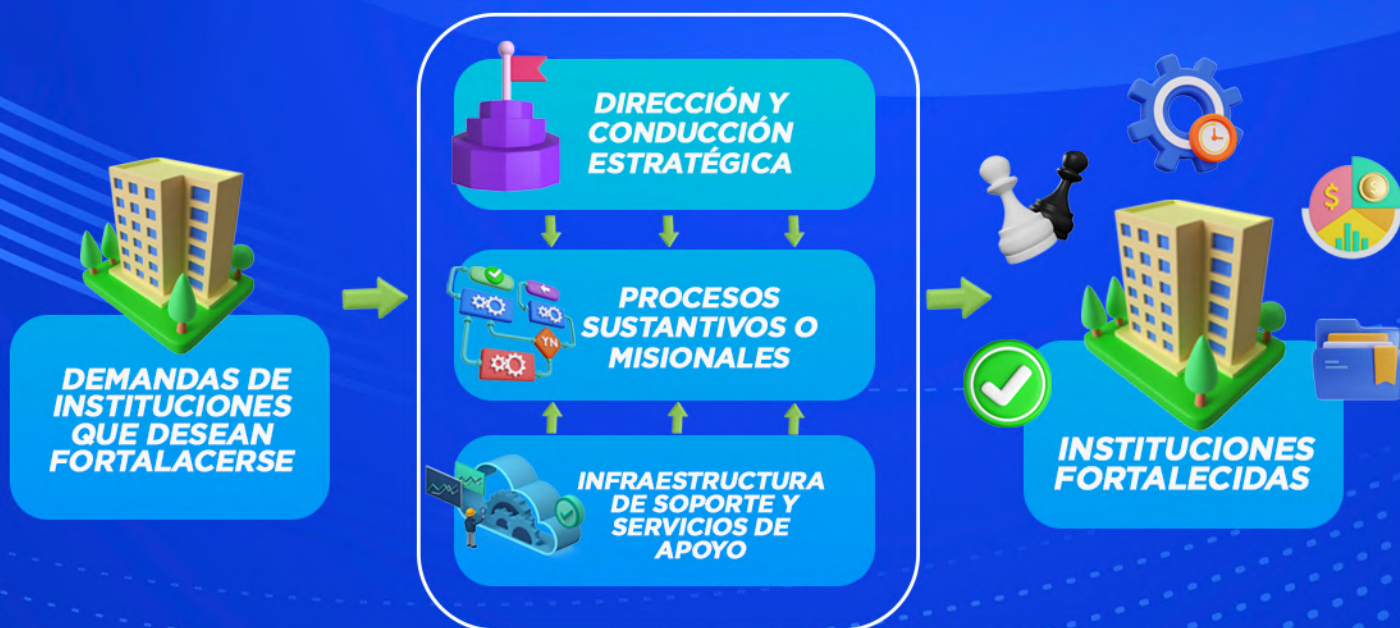 DEMANDAS DE
INSTITUCIONES
QUE DESEAN
FORTALACERSE
DIRECCIÓN Y
CONDUCCIÓN
ESTRATÉGICA
PROCESOS
SUSTANTIVOS O
MISIONALES
YN
INFRAESTRUCTURA
DE SOPORTE Y
SERVICIOS DE
APOYO
$
$
INSTITUCIONES
FORTALECIDAS